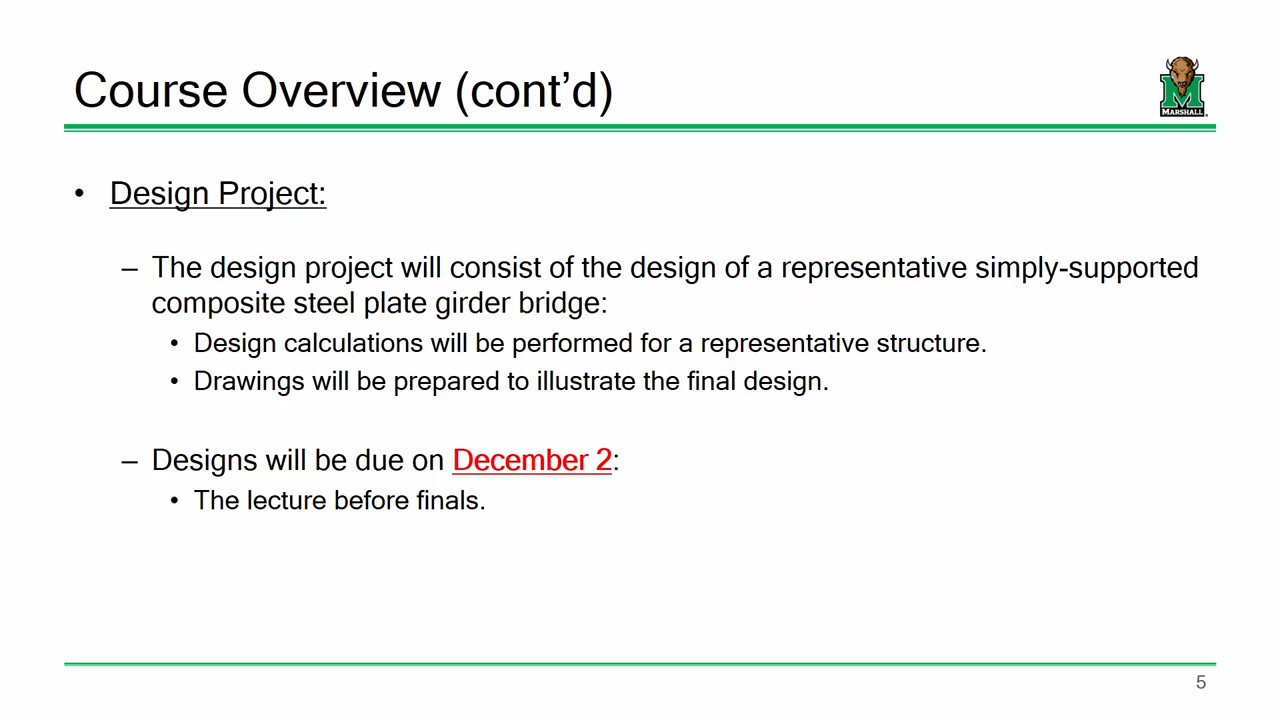 Course Overview (cont’d)
MARSHALL
• Design Project:
– The design project will consist of the design of a representative simply-supported
composite steel plate girder bridge:
• Design calculations will be performed for a representative structure.
• Drawings will be prepared to illustrate the final design.
– Designs will be due on December 2:
• The lecture before finals.
5